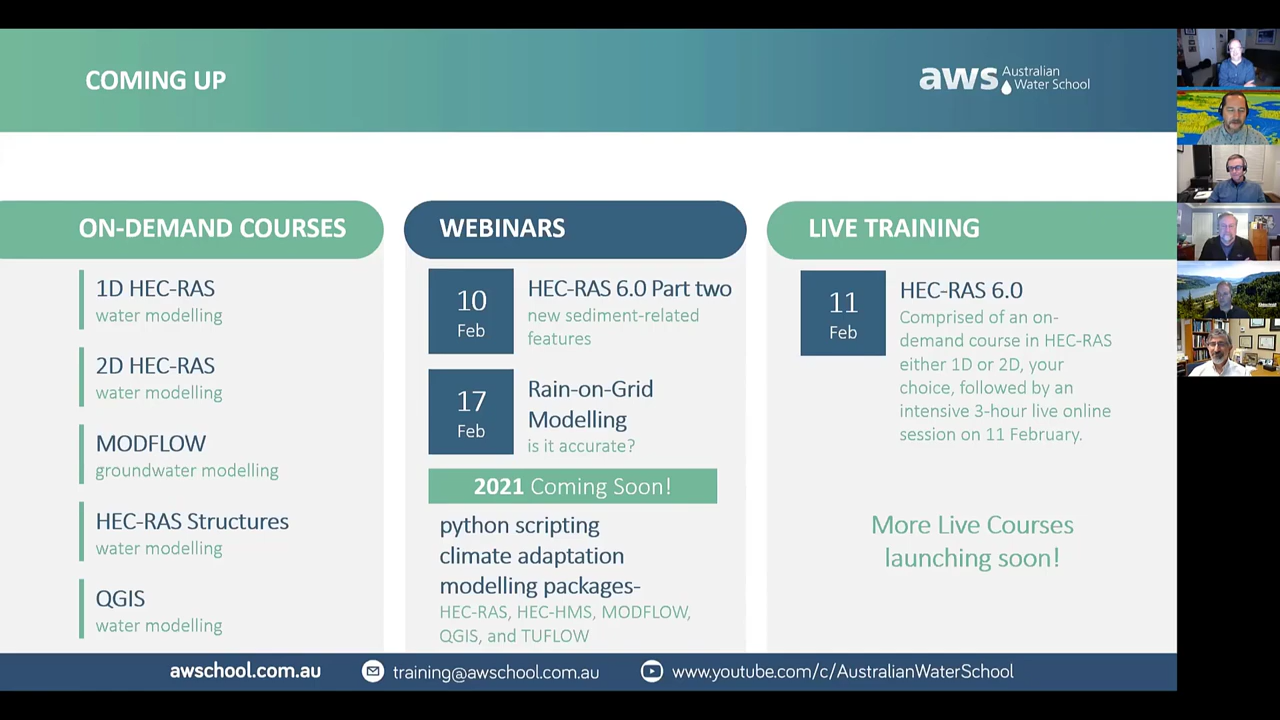 COMING UP
aws Australian
Water School
ON-DEMAND COURSES
1D HEC-RAS
water modelling
2D HEC-RAS
water modelling
MODFLOW
groundwater modelling
HEC-RAS Structures
water modelling
QGIS
water modelling
WEBINARS
10
Feb
HEC-RAS 6.0 Part two
new sediment-related
features
17
Feb
Rain-on-Grid
Modelling
is it accurate?
2021 Coming Soon!
python scripting
climate adaptation
modelling packages-
HEC-RAS, HEC-HMS, MODFLOW,
QGIS, and TUFLOW
LIVE TRAINING
11
Feb
HEC-RAS 6.0
Comprised of an on-
demand course in HEC-RAS
either 1D or 2D, your
choice, followed by an
intensive 3-hour live online
session on 11 February.
More Live Courses
launching soon!
awschool.com.au
training@awschool.com.au
www.youtube.com/c/AustralianWaterSchool